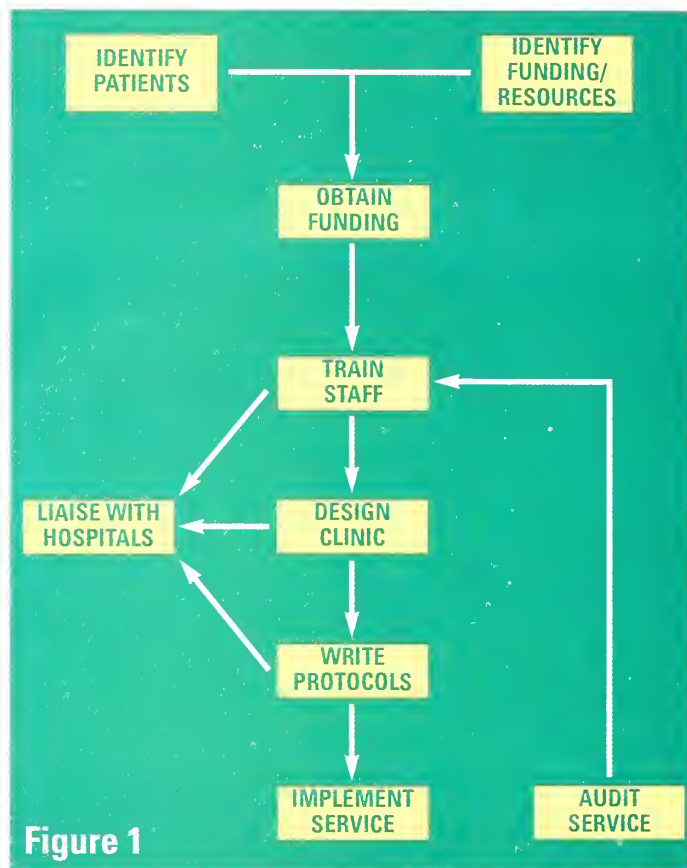 IDENTIFY
PATIENTS
IDENTIFY
FUNDING/
RESOURCES
OBTAIN
FUNDING
TRAIN
STAFF
LIAISE WITH
HOSPITALS
DESIGN
CLINIC
WRITE
PROTOCOLS
IMPLEMENT
SERVICE
AUDIT
SERVICE
Figure 1